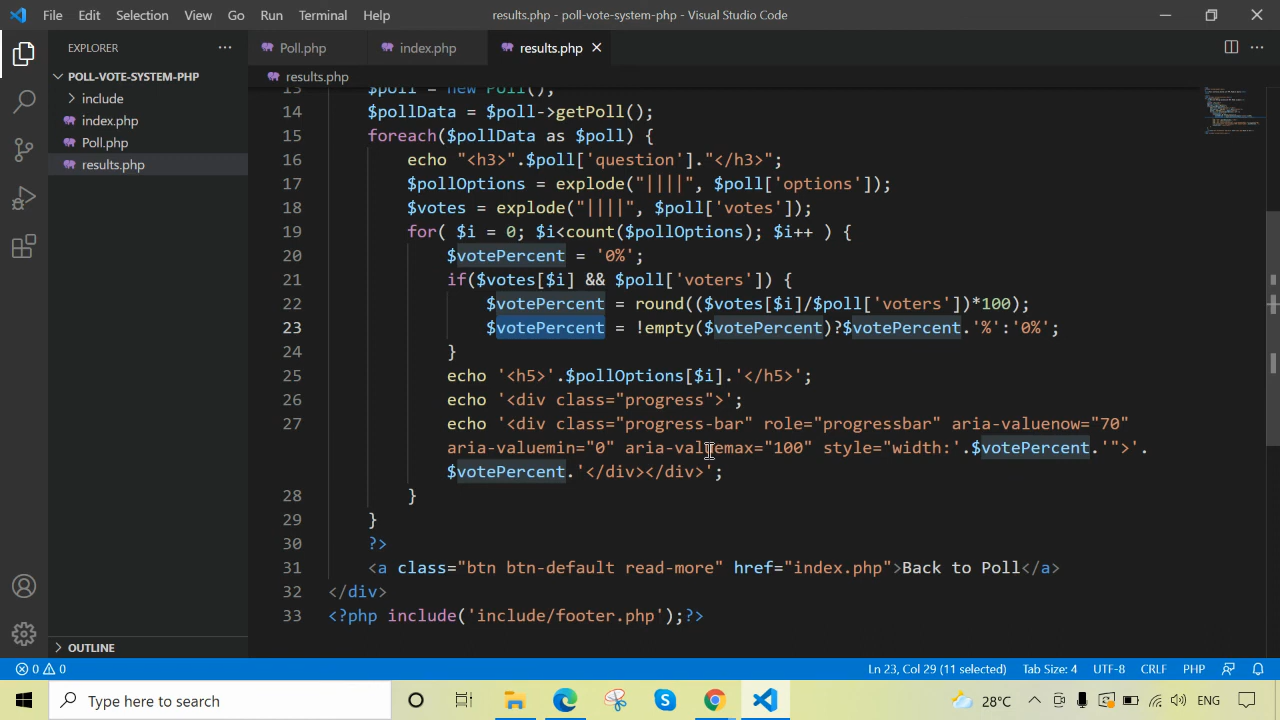 File Edit Selection View Go Run Terminal Help results.php - poll-vote-system-php - Visual Studio Code
EXPLORER
Poll.php index.php results.php
POLL-VOTE-SYSTEM-PHP
results.php
include
index.php
Poll.php
results.php
13 $poll = new Poll();
14 $pollData = $poll->getPoll();
15 foreach($pollData as $poll) {
16 echo "<h3>".$poll['question']."</h3>";
17 $pollOptions = explode("||||", $poll['options']);
18 $votes = explode("||||", $poll['votes']);
19 for( $i = 0; $i<count($pollOptions); $i++ ) {
20 $votePercent = '0%';
21 if($votes[$i] && $poll['voters']) {
22 $votePercent = round(($votes[$i]/$poll['voters'])*100);
23 $votePercent = !empty($votePercent)?$votePercent.'%':'0%';
24 }
25 echo '<h5>'.$pollOptions[$i].'</h5>';
26 echo '<div class="progress">';
27 echo '<div class="progress-bar" role="progressbar" aria-valuenow="70"
aria-valuemin="0" aria-valuemax="100" style="width:'.$votePercent.'">'.
$votePercent.'</div></div>';
28 }
29 }
30 ?>
31 <a class="btn btn-default read-more" href="index.php">Back to Poll</a>
32 </div>
33 <?php include('include/footer.php');?>
OUTLINE
0 0 Ln 23, Col 29 (11 selected) Tab Size: 4 UTF-8 CRLF PHP
Type here to search 28°C ENG